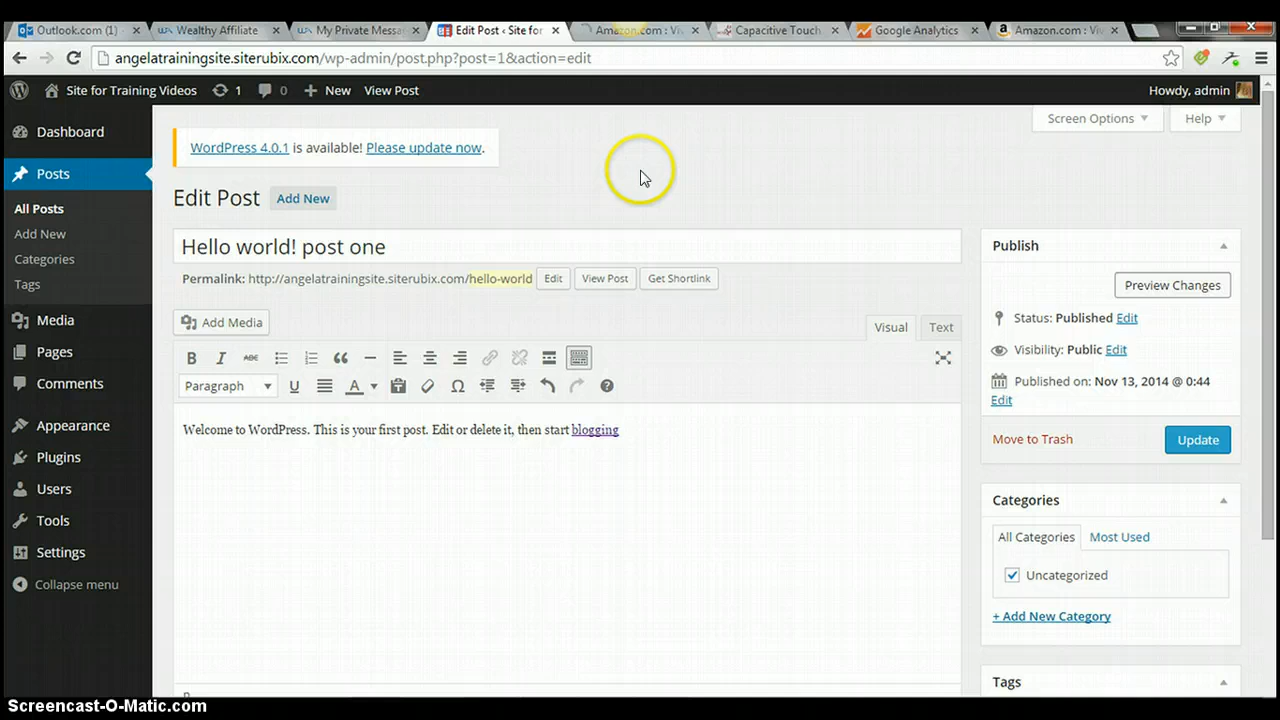 Outlook.com (1)
Wealthy Affiliate
My Private Messa
Edit Post ‹ Site for
Amazon.com : Vi
Capacitive Touch
Google Analytics
Amazon.com : Viv
angelatrainingsite.siterubix.com/wp-admin/post.php?post=1&action=edit
Site for Training Videos 1 0 New View Post Howdy, admin
Screen Options Help
Dashboard
Posts
All Posts
Add New
Categories
Tags
Media
Pages
Comments
Appearance
Plugins
Users
Tools
Settings
Collapse menu
WordPress 4.0.1 is available! Please update now.
Edit Post Add New
Hello world! post one
Permalink: http://angelatrainingsite.siterubix.com/hello-world Edit View Post Get Shortlink
Add Media
Visual Text
B I ABC
Paragraph U A
Welcome to WordPress. This is your first post. Edit or delete it, then start blogging
Publish
Preview Changes
Status: Published Edit
Visibility: Public Edit
Published on: Nov 13, 2014 @ 0:44
Edit
Move to Trash Update
Categories
All Categories Most Used
Uncategorized
+ Add New Category
Tags
Screencast-O-Matic.com